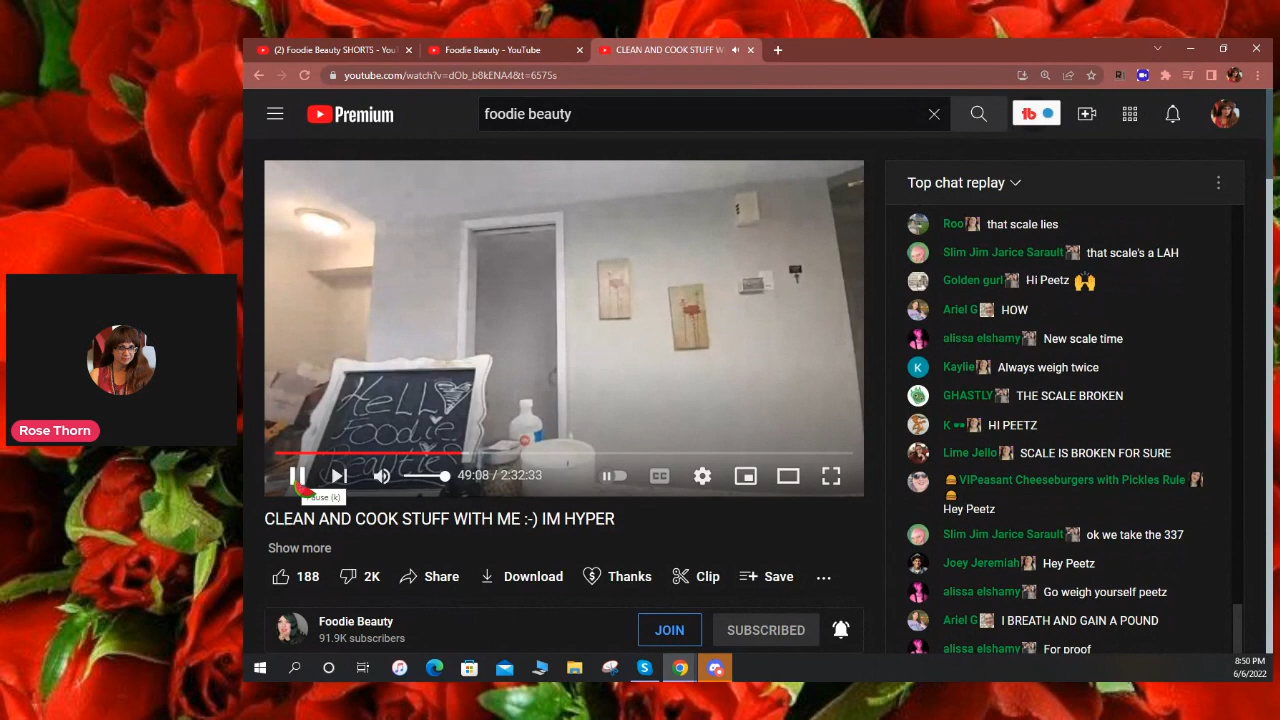 (2) Foodie Beauty SHORTS - You
Foodie Beauty - YouTube
CLEAN AND COOK STUFF W
youtube.com/watch?v=dOb_b8kENA4&t=6575s
Premium
foodie beauty
tb
Top chat replay
Roo that scale lies
Slim Jim Jarice Sarault that scale's a LAH
Golden gurl Hi Peetz
Ariel G HOW
alissa elshamy New scale time
K
Kaylie Always weigh twice
GHASTLY THE SCALE BROKEN
K HI PEETZ
Lime Jello SCALE IS BROKEN FOR SURE
VIPeasant Cheeseburgers with Pickles Rule
Hey Peetz
Slim Jim Jarice Sarault ok we take the 337
Joey Jeremiah Hey Peetz
alissa elshamy Go weigh yourself peetz
Ariel G I BREATH AND GAIN A POUND
alissa elshamy For proof
Hello
Foodie
Beauties
49:08 / 2:32:33
CC
Pause (k)
CLEAN AND COOK STUFF WITH ME :-) IM HYPER
Show more
188
2K
Share
Download
Thanks
Clip
Save
Foodie Beauty
91.9K subscribers
JOIN
SUBSCRIBED
Rose Thorn
8:50 PM
6/6/2022